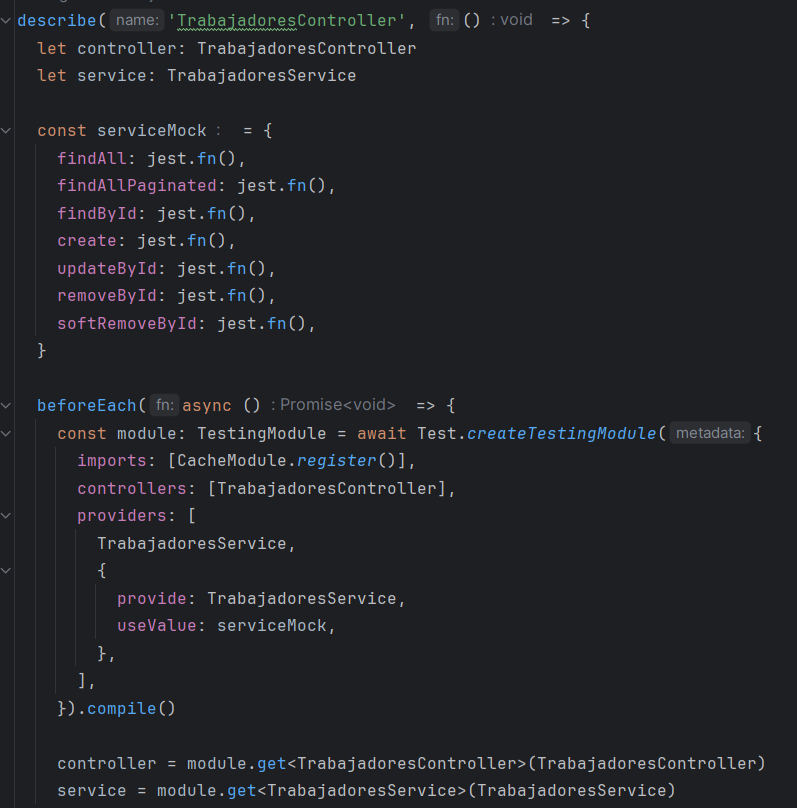 describe( name: 'TrabajadoresController', fn: () : void => {
let controller: TrabajadoresController
let service: TrabajadoresService
const serviceMock : = {
findAll: jest.fn(),
findAllPaginated: jest.fn(),
findById: jest.fn(),
create: jest.fn(),
updateById: jest.fn(),
removeById: jest.fn(),
softRemoveById: jest.fn(),
}
beforeEach( fn: async () : Promise<void> => {
const module: TestingModule = await Test.createTestingModule( metadata: {
imports: [CacheModule.register()],
controllers: [TrabajadoresController],
providers: [
TrabajadoresService,
{
provide: TrabajadoresService,
useValue: serviceMock,
},
],
}).compile()
controller = module.get<TrabajadoresController>(TrabajadoresController)
service = module.get<TrabajadoresService>(TrabajadoresService)